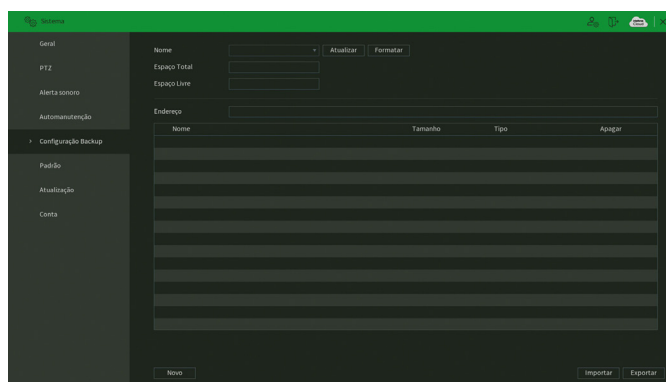 Sistema
Geral
PTZ
Alerta sonoro
Automanutenção
Configuração Backup
Padrão
Atualização
Conta
Nome Atualizar Formatar
Espaço Total
Espaço Livre
Endereço
Nome Tamanho Tipo Apagar
Novo Importar Exportar